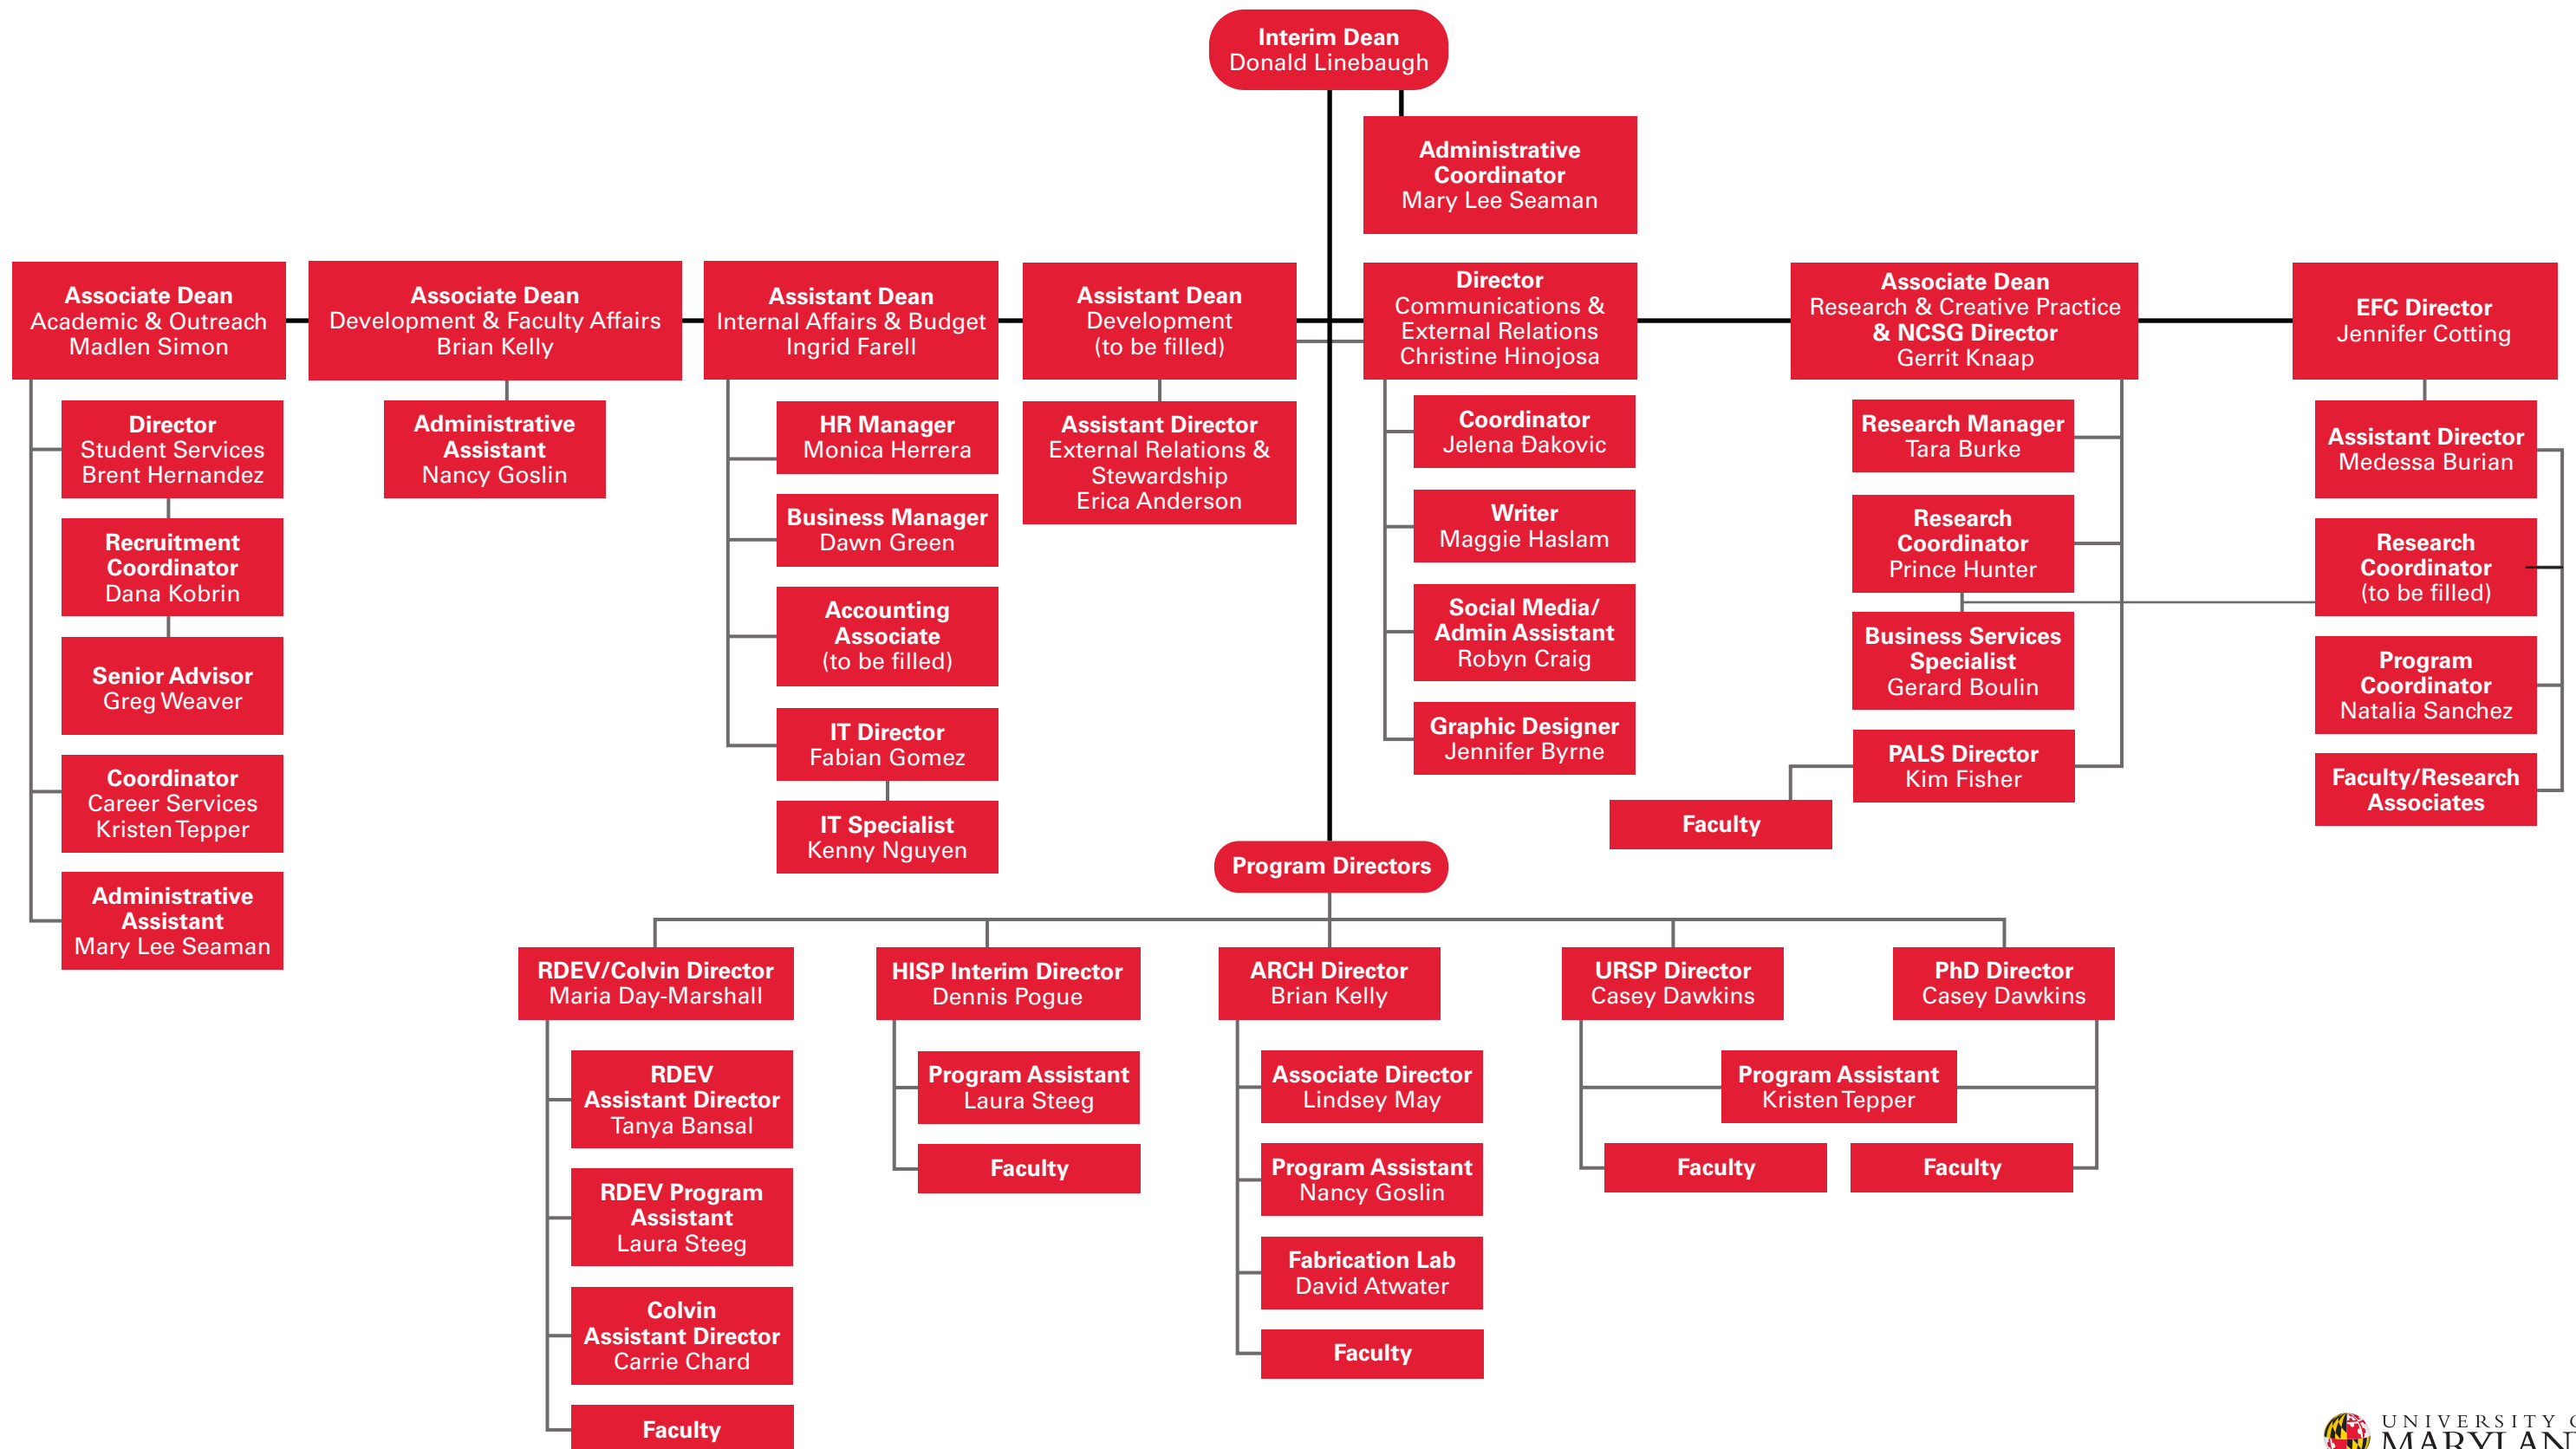 Interim Dean
Donald Linebaugh
Administrative
Coordinator
Mary Lee Seaman
Associate Dean
Academic & Outreach
Madlen Simon
Associate Dean
Development & Faculty Affairs
Brian Kelly
Assistant Dean
Internal Affairs & Budget
Ingrid Farell
Assistant Dean
Development
(to be filled)
Director
Communications &
External Relations
Christine Hinojosa
Associate Dean
Research & Creative Practice
& NCSG Director
Gerrit Knaap
EFC Director
Jennifer Cotting
Director
Student Services
Brent Hernandez
Recruitment
Coordinator
Dana Kobrin
Senior Advisor
Greg Weaver
Coordinator
Career Services
Kristen Tepper
Administrative
Assistant
Mary Lee Seaman
Administrative
Assistant
Nancy Goslin
HR Manager
Monica Herrera
Business Manager
Dawn Green
Accounting
Associate
(to be filled)
IT Director
Fabian Gomez
IT Specialist
Kenny Nguyen
Assistant Director
External Relations &
Stewardship
Erica Anderson
Coordinator
Jelena Đakovic
Writer
Maggie Haslam
Social Media/
Admin Assistant
Robyn Craig
Graphic Designer
Jennifer Byrne
Research Manager
Tara Burke
Research
Coordinator
Prince Hunter
Business Services
Specialist
Gerard Boulin
PALS Director
Kim Fisher
Faculty
Assistant Director
Medessa Burian
Research
Coordinator
(to be filled)
Program
Coordinator
Natalia Sanchez
Faculty/Research
Associates
Program Directors
RDEV/Colvin Director
Maria Day-Marshall
RDEV
Assistant Director
Tanya Bansal
RDEV Program
Assistant
Laura Steeg
Colvin
Assistant Director
Carrie Chard
Faculty
HISP Interim Director
Dennis Pogue
Program Assistant
Laura Steeg
Faculty
ARCH Director
Brian Kelly
Associate Director
Lindsey May
Program Assistant
Nancy Goslin
Fabrication Lab
David Atwater
Faculty
URSP Director
Casey Dawkins
PhD Director
Casey Dawkins
Program Assistant
Kristen Tepper
Faculty
Faculty
UNIVERSITY
MARYLAN